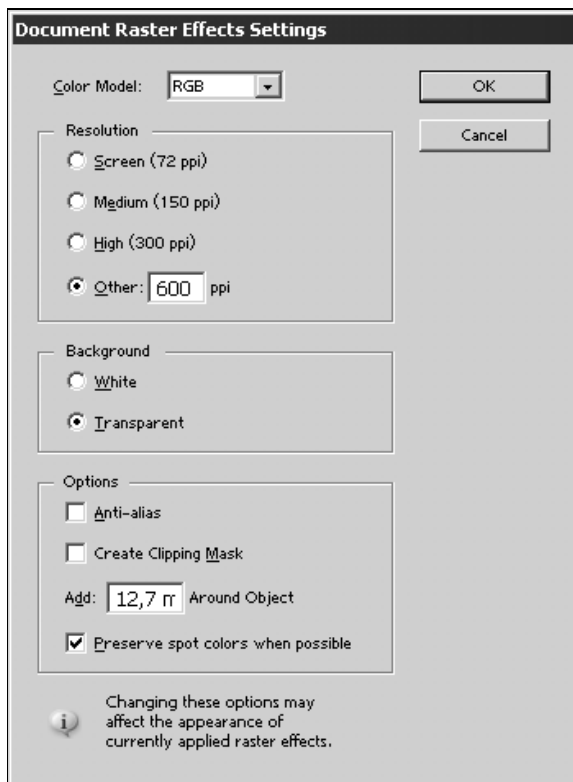 Document Raster Effects Settings
Color Model: RGB
OK
Cancel
Resolution
Screen (72 ppi)
Medium (150 ppi)
High (300 ppi)
Other: 600 ppi
Background
White
Transparent
Options
Anti-alias
Create Clipping Mask
Add: 12,7 m Around Object
Preserve spot colors when possible
Changing these options may
affect the appearance of
currently applied raster effects.